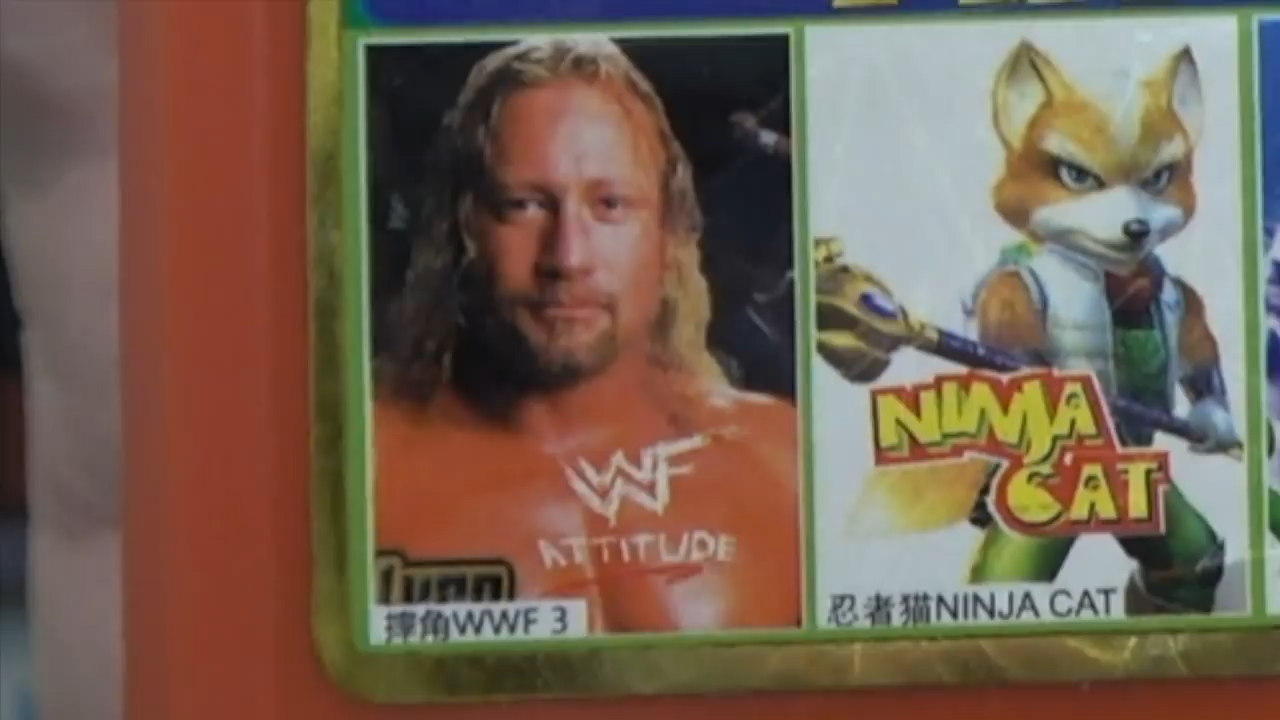 WWF
ATTITUDE
摔角WWF 3
NINJA
CAT
忍者猫NINJA CAT